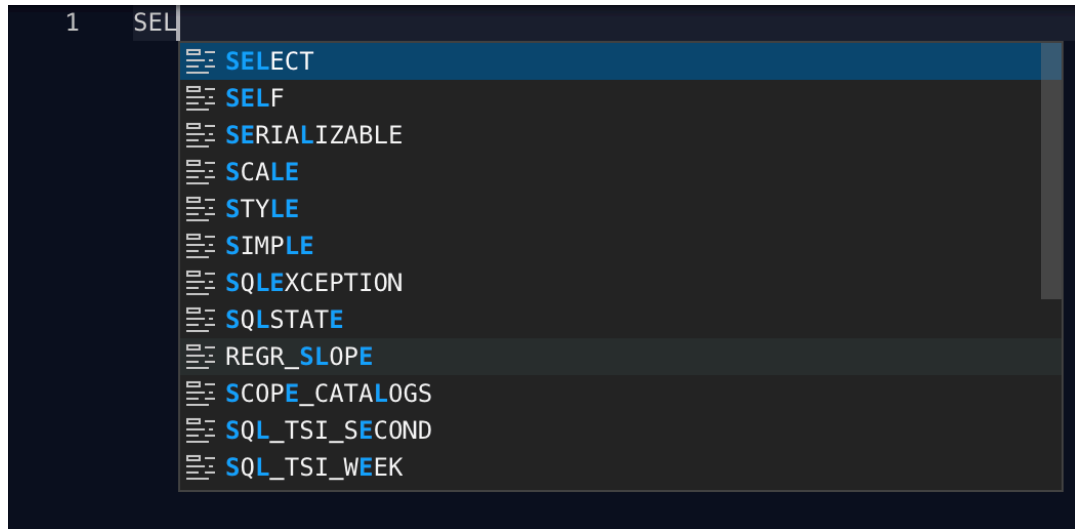 1 SEL
SELECT
SELF
SERIALIZABLE
SCALE
STYLE
SIMPLE
SQLEXCEPTION
SQLSTATE
REGR_SLOPE
SCOPE_CATALOGS
SQL_TSI_SECOND
SQL_TSI_WEEK